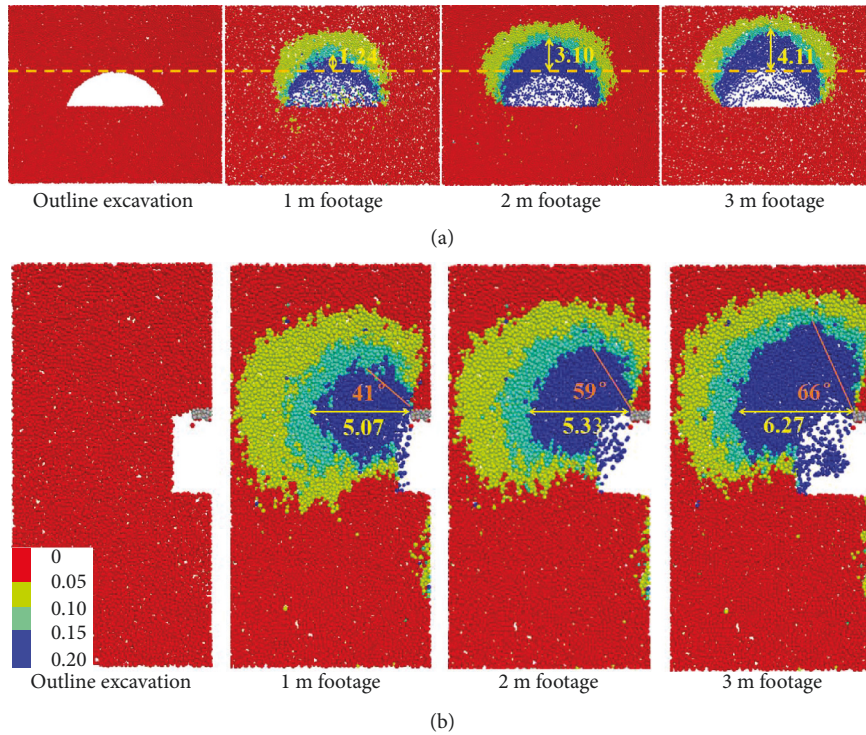 1.24
3.10
4.11
Outline excavation
1 m footage
2 m footage
3 m footage
(a)
41°
59°
66°
5.07
5.33
6.27
0
0.05
0.10
0.15
0.20
Outline excavation
1 m footage
2 m footage
3 m footage
(b)